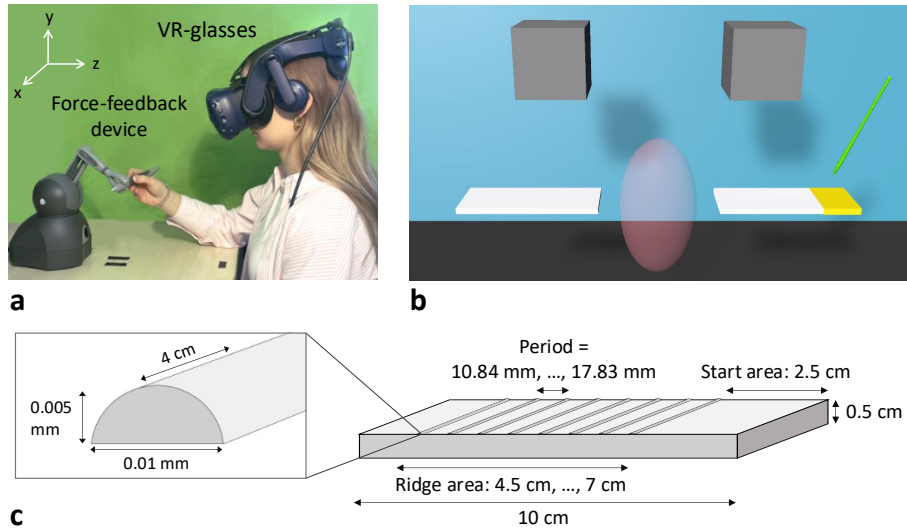 y
z
x
VR-glasses
Force-feedback
device
a
b
4 cm
0.005
mm
0.01 mm
Period =
10.84 mm, ..., 17.83 mm
Start area: 2.5 cm
0.5 cm
Ridge area: 4.5 cm, ..., 7 cm
10 cm
c